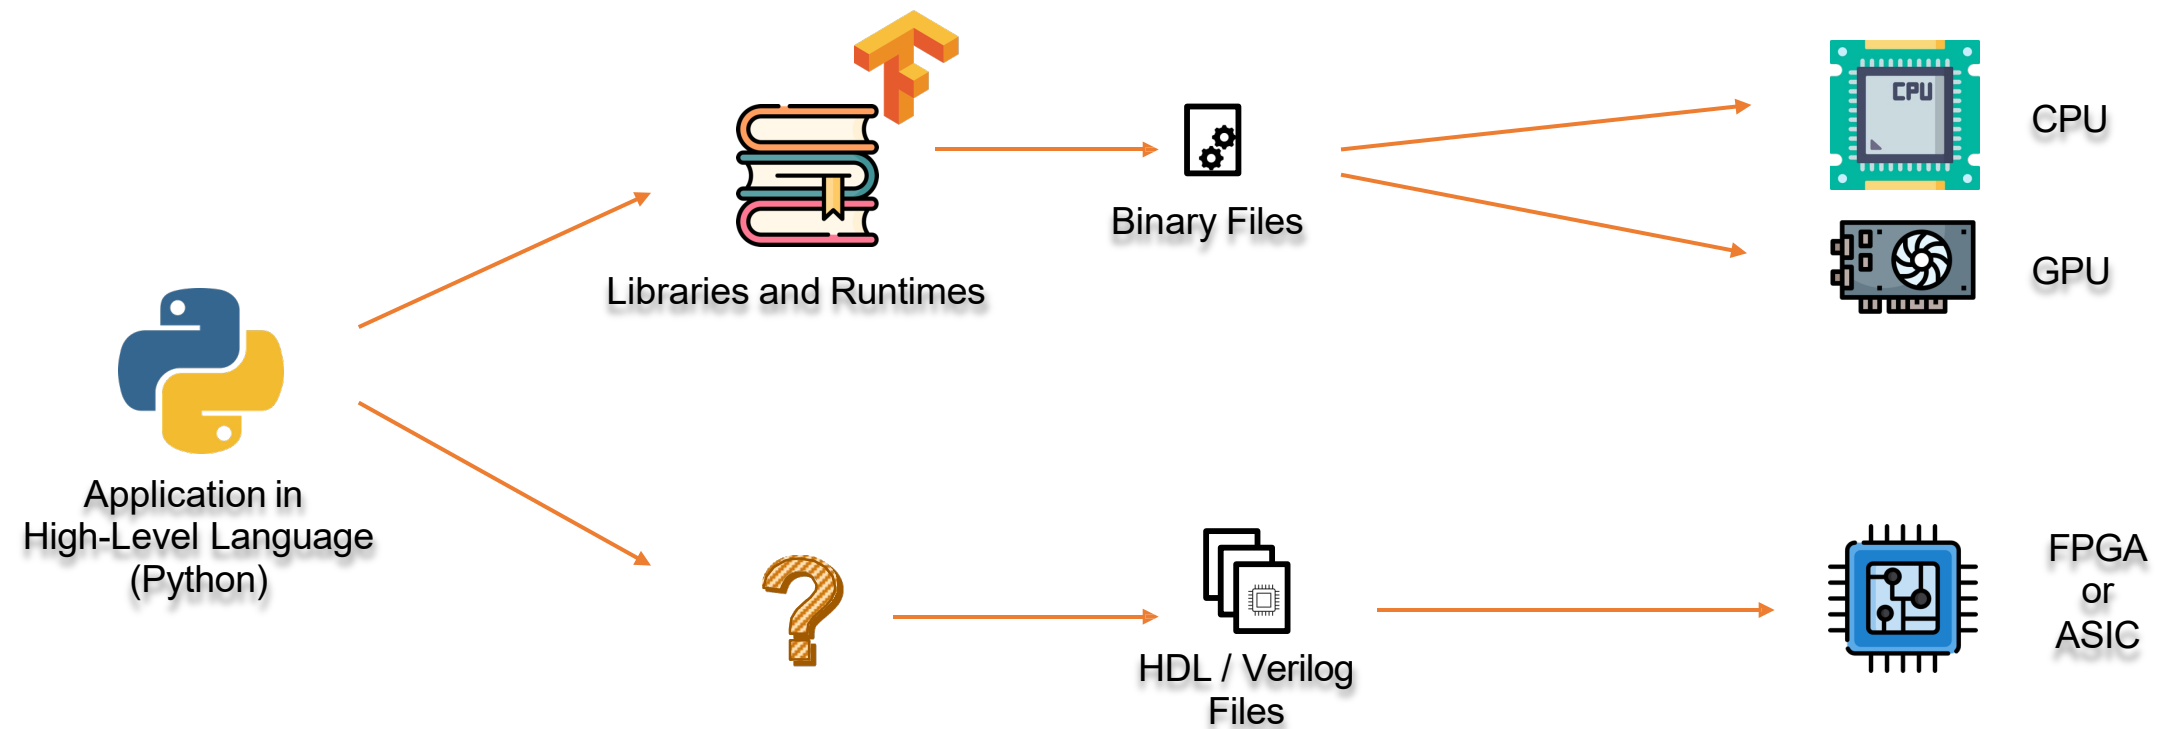 CPU
CPU
Binary Files
GPU
Libraries and Runtimes
Application in
High-Level Language
(Python)
?
HDL / Verilog
Files
FPGA
or
ASIC